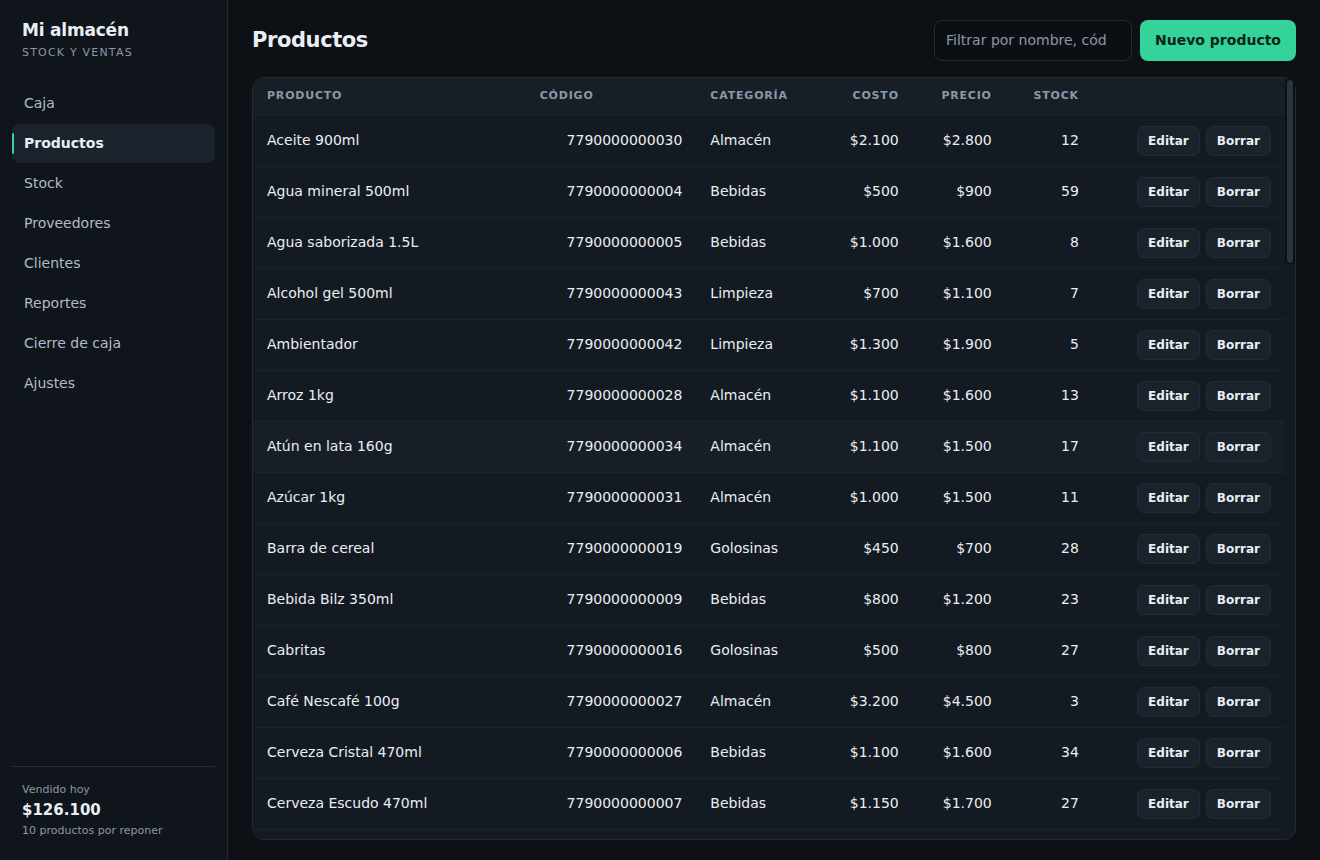 Mi almacén
STOCK Y VENTAS
Caja
Productos
Stock
Proveedores
Clientes
Reportes
Cierre de caja
Ajustes
Vendido hoy
$126.100
10 productos por reponer
Productos
Filtrar por nombre, cód
Nuevo producto
PRODUCTO CÓDIGO CATEGORÍA COSTO PRECIO STOCK
Aceite 900ml 7790000000030 Almacén $2.100 $2.800 12 Editar Borrar
Agua mineral 500ml 7790000000004 Bebidas $500 $900 59 Editar Borrar
Agua saborizada 1.5L 7790000000005 Bebidas $1.000 $1.600 8 Editar Borrar
Alcohol gel 500ml 7790000000043 Limpieza $700 $1.100 7 Editar Borrar
Ambientador 7790000000042 Limpieza $1.300 $1.900 5 Editar Borrar
Arroz 1kg 7790000000028 Almacén $1.100 $1.600 13 Editar Borrar
Atún en lata 160g 7790000000034 Almacén $1.100 $1.500 17 Editar Borrar
Azúcar 1kg 7790000000031 Almacén $1.000 $1.500 11 Editar Borrar
Barra de cereal 7790000000019 Golosinas $450 $700 28 Editar Borrar
Bebida Bilz 350ml 7790000000009 Bebidas $800 $1.200 23 Editar Borrar
Cabritas 7790000000016 Golosinas $500 $800 27 Editar Borrar
Café Nescafé 100g 7790000000027 Almacén $3.200 $4.500 3 Editar Borrar
Cerveza Cristal 470ml 7790000000006 Bebidas $1.100 $1.600 34 Editar Borrar
Cerveza Escudo 470ml 7790000000007 Bebidas $1.150 $1.700 27 Editar Borrar